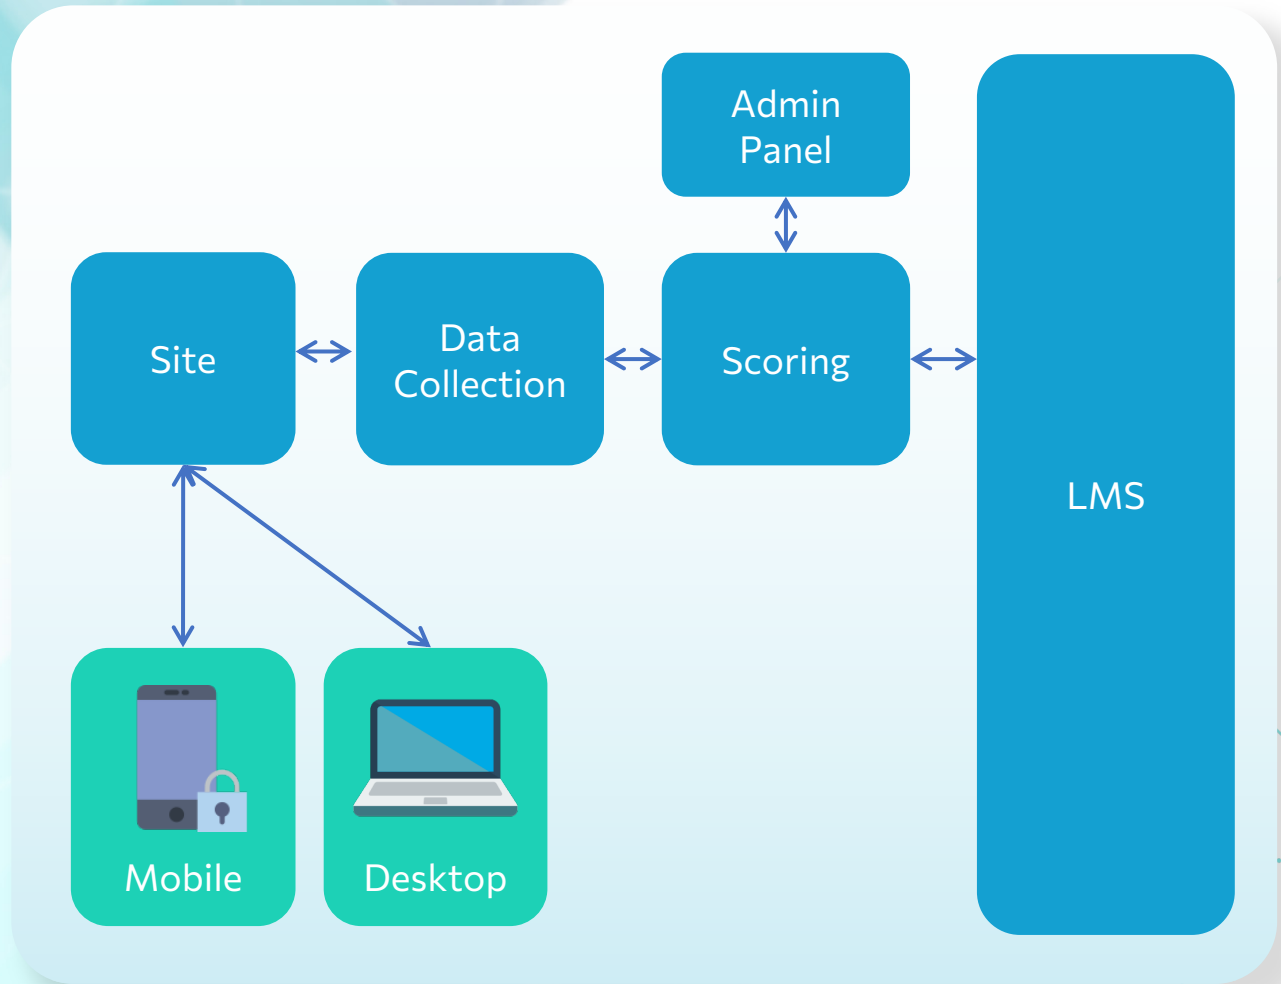 Admin
Panel
Site
Data
Collection
Scoring
LMS
Mobile
Desktop